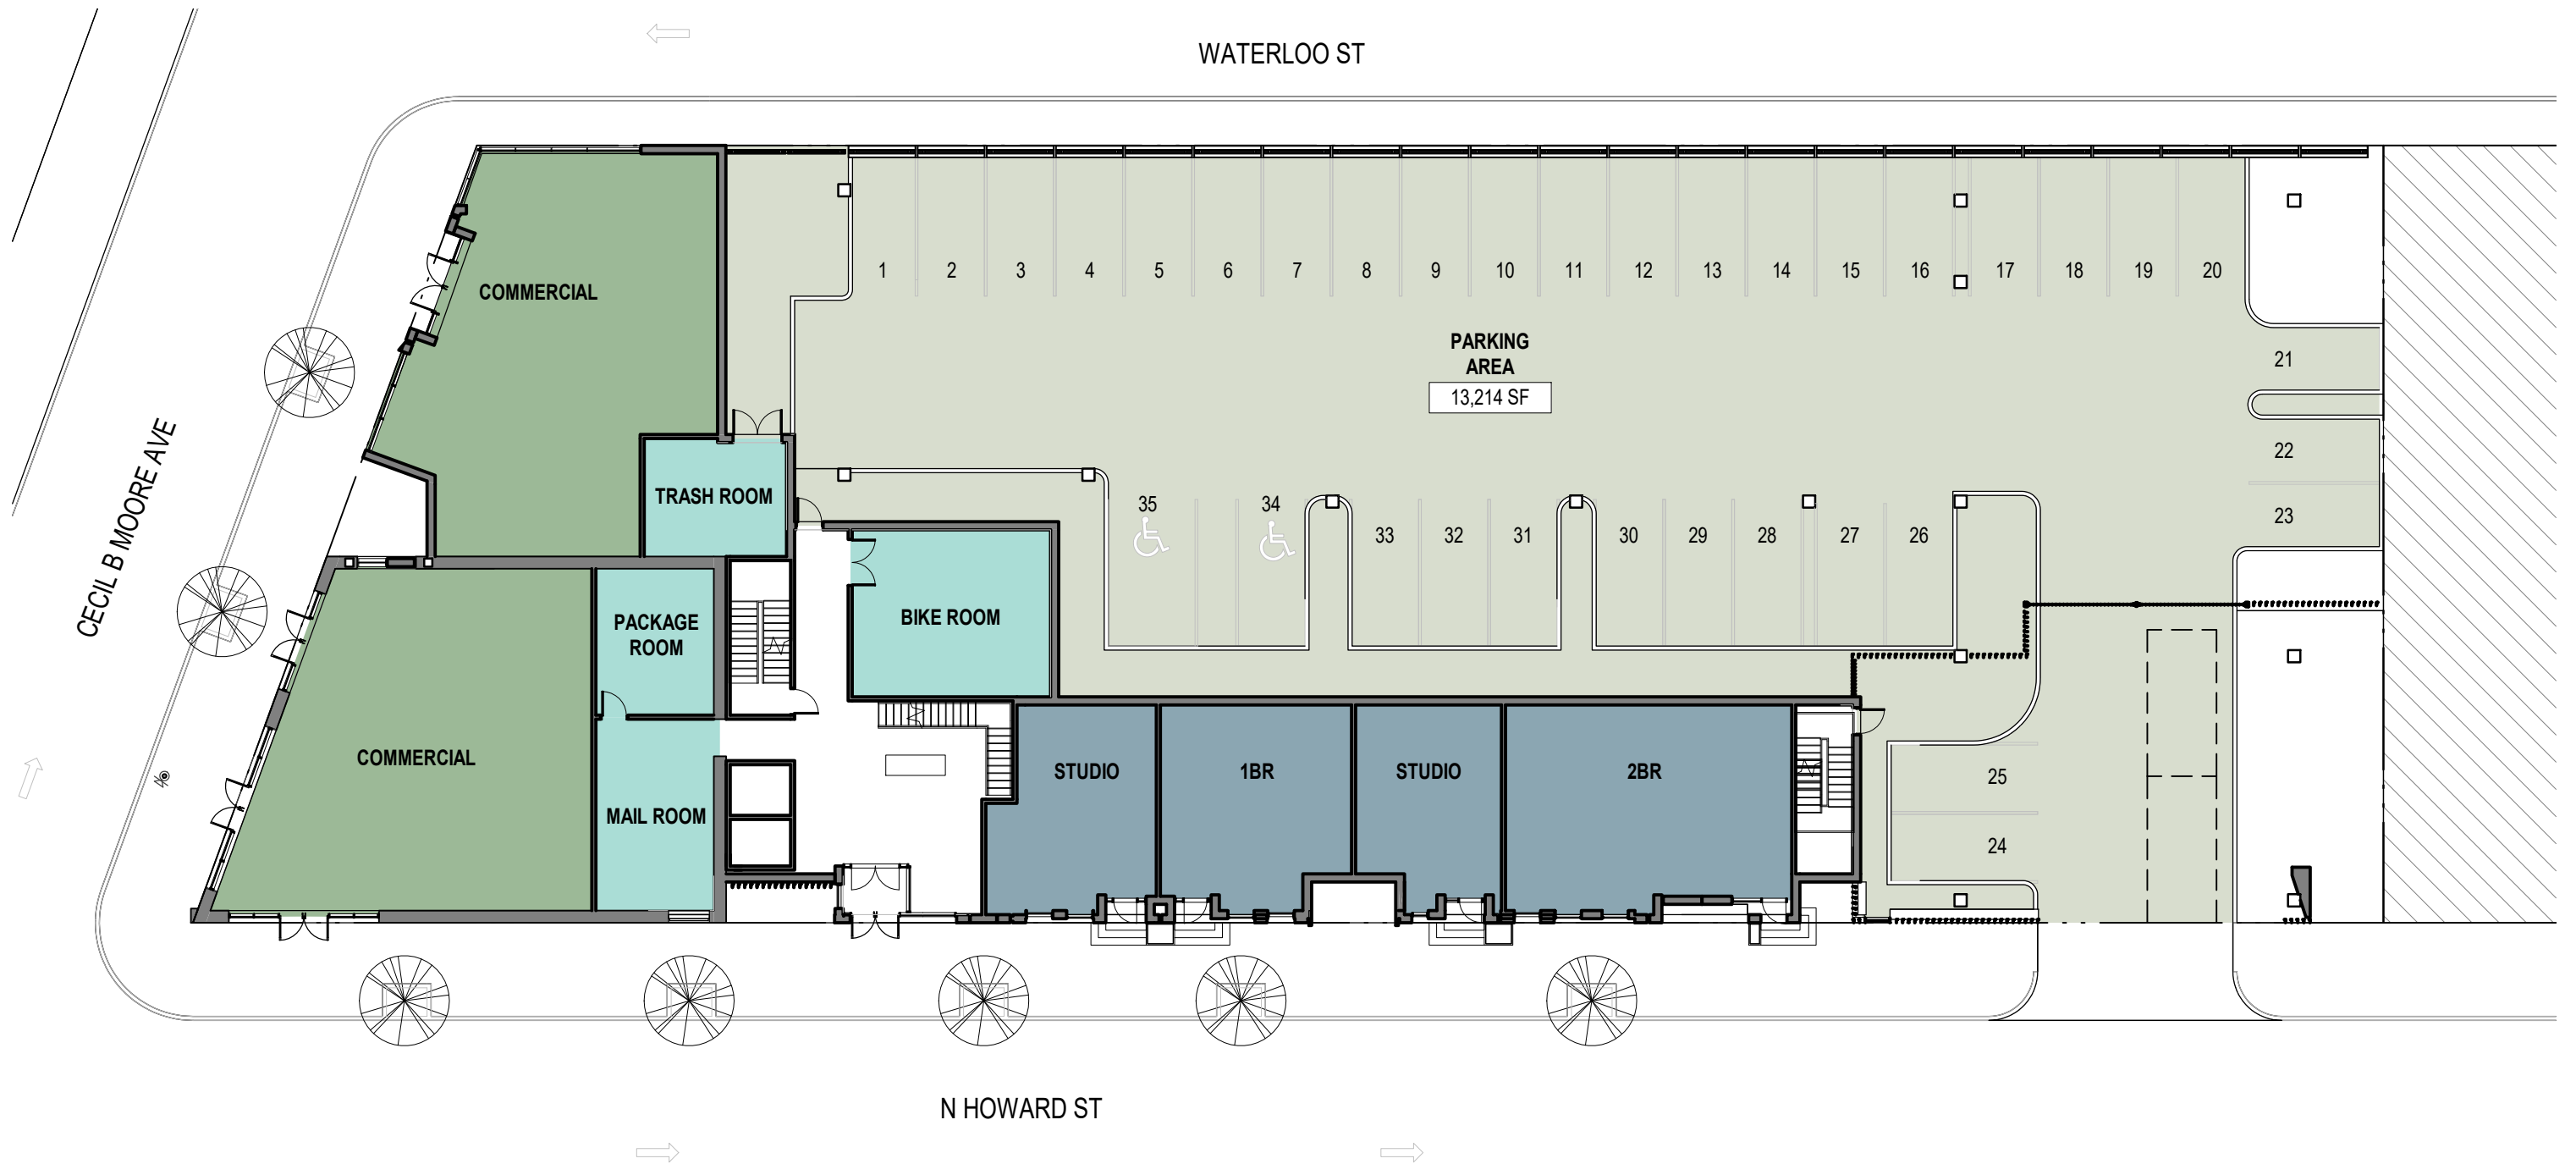 WATERLOO ST
COMMERCIAL
1
2
3
4
5
6
7
8
9
10
11
12
13
14
15
16
17
18
19
20
PARKING
AREA
13,214 SF
21
22
23
CECIL B MOORE AVE
TRASH ROOM
35
34
33
32
31
30
29
28
27
26
PACKAGE
ROOM
BIKE ROOM
COMMERCIAL
MAIL ROOM
STUDIO
1BR
STUDIO
2BR
25
24
N HOWARD ST